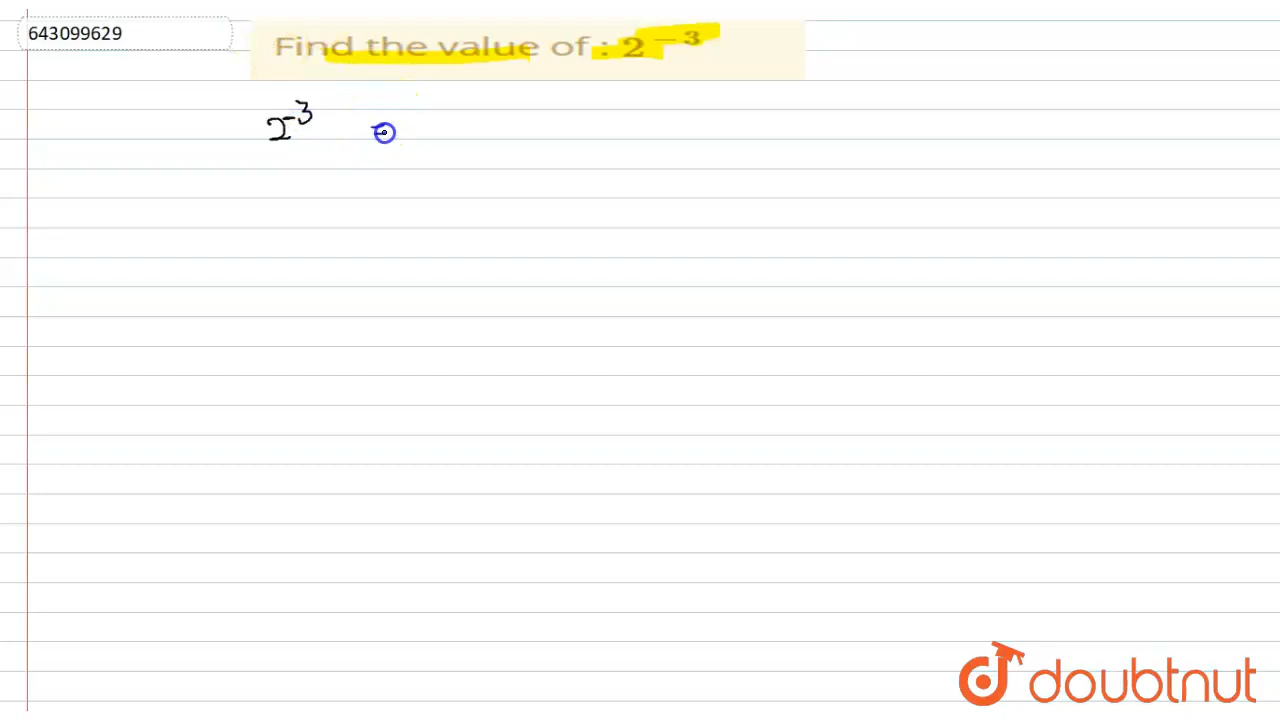 643099629
Find the value of : 2^{-3}
2^{-3} =
doubtnut